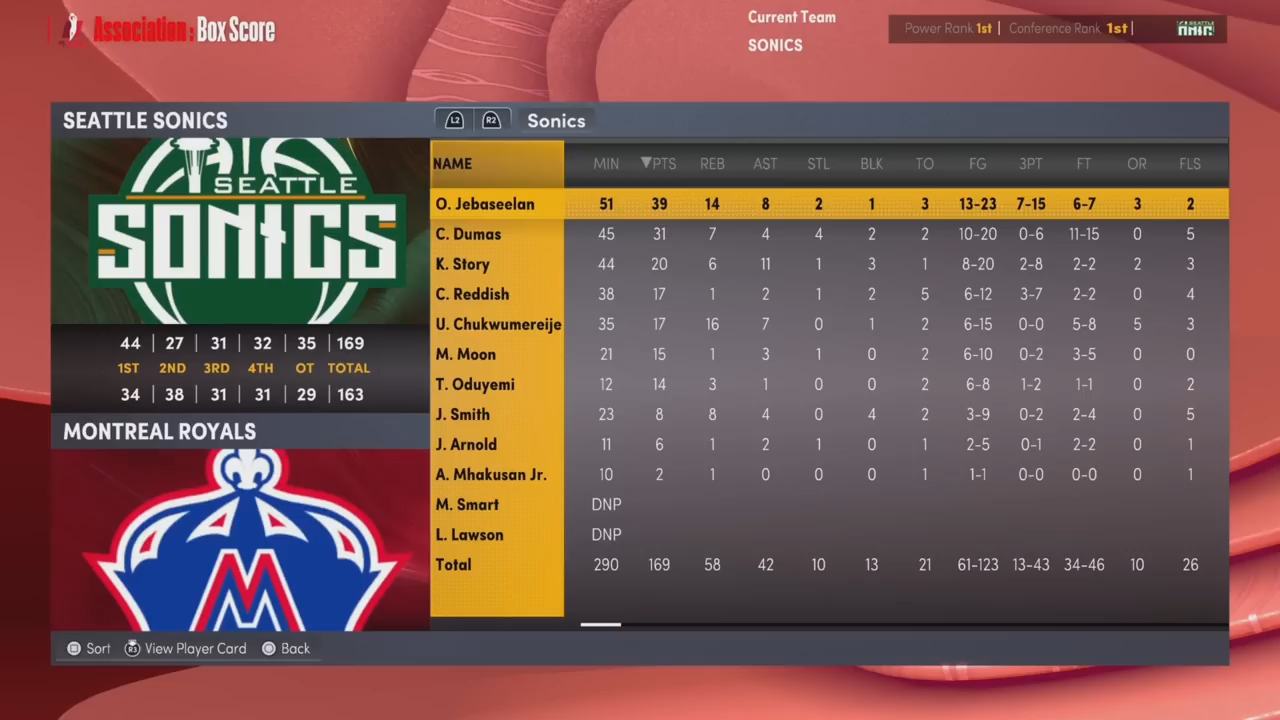 Association : Box Score
Current Team
SONICS
Power Rank 1st | Conference Rank 1st |
SEATTLE
SONICS
SEATTLE SONICS
SEATTLE
SONICS
44 | 27 | 31 | 32 | 35 | 169
1ST 2ND 3RD 4TH OT TOTAL
34 | 38 | 31 | 31 | 29 | 163
MONTREAL ROYALS
M
L2 R2 Sonics
NAME MIN ▼PTS REB AST STL BLK TO FG 3PT FT OR FLS
O. Jebaseelan 51 39 14 8 2 1 3 13-23 7-15 6-7 3 2
C. Dumas 45 31 7 4 4 2 2 10-20 0-6 11-15 0 5
K. Story 44 20 6 11 1 3 1 8-20 2-8 2-2 2 3
C. Reddish 38 17 1 2 1 2 5 6-12 3-7 2-2 0 4
U. Chukwumereije 35 17 16 7 0 1 2 6-15 0-0 5-8 5 3
M. Moon 21 15 1 3 1 0 2 6-10 0-2 3-5 0 0
T. Oduyemi 12 14 3 1 0 0 2 6-8 1-2 1-1 0 2
J. Smith 23 8 8 4 0 4 2 3-9 0-2 2-4 0 5
J. Arnold 11 6 1 2 1 0 1 2-5 0-1 2-2 0 1
A. Mhakusan Jr. 10 2 1 0 0 0 1 1-1 0-0 0-0 0 1
M. Smart DNP
L. Lawson DNP
Total 290 169 58 42 10 13 21 61-123 13-43 34-46 10 26
Sort R3 View Player Card Back